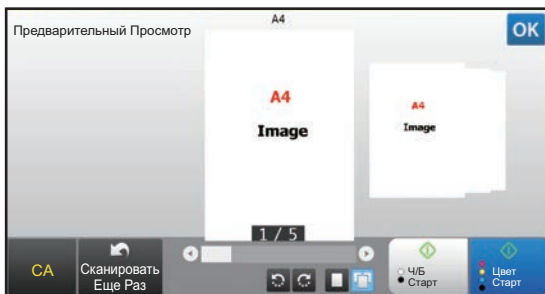 Предварительный Просмотр
A4
OK
A4
Image
A4
Image
1 / 5
CA
Сканировать
Еще Раз
Ч/Б
Старт
Цвет
Старт